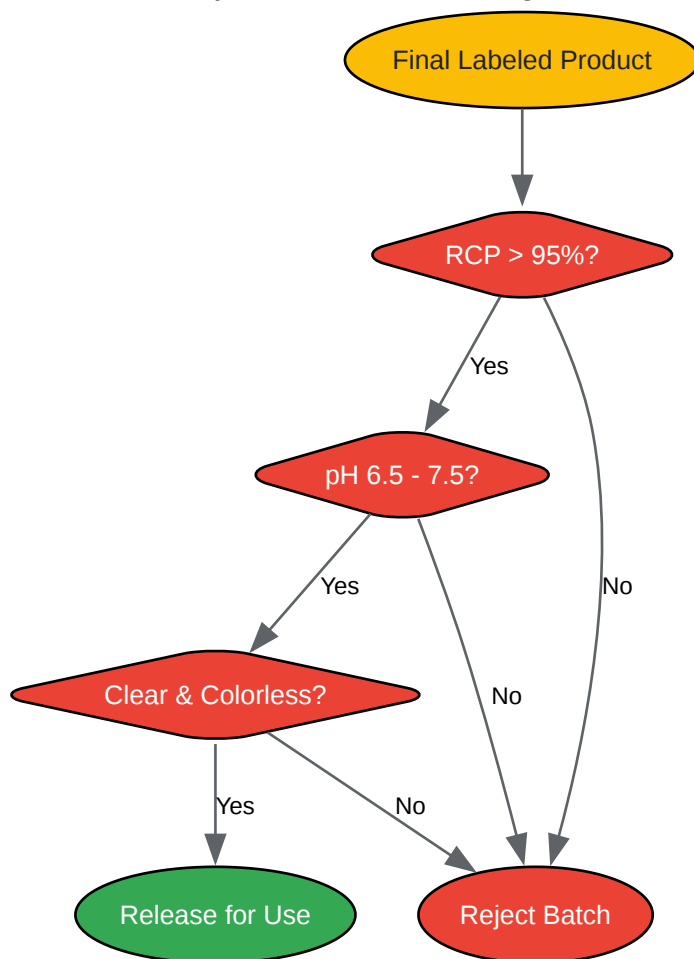 Final Labeled Product
RCP > 95%?
Yes
pH 6.5 - 7.5?
Yes
No
Clear & Colorless?
No
Yes
No
Release for Use
Reject Batch